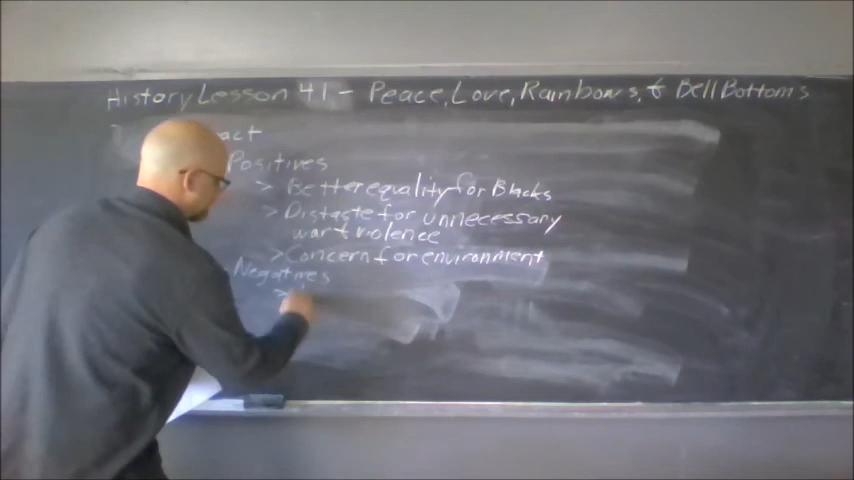 History Lesson 41 - Peace, Love, Rainbows, & Bell Bottoms
act
Positives
> Better equality for Blacks
> Distaste for unnecessary
war & violence
> Concern for environment
Negatives
>